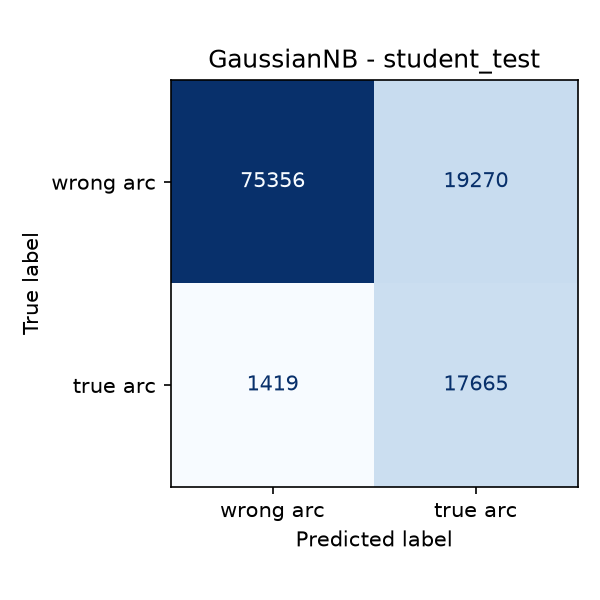 GaussianNB - student_test
wrong arc
75356
19270
True label
true arc
1419
17665
wrong arc
true arc
Predicted label